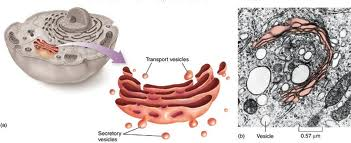 Transport vesicles
(a)
Secretory
vesicles
(b)
Vesicle
0.57 µm